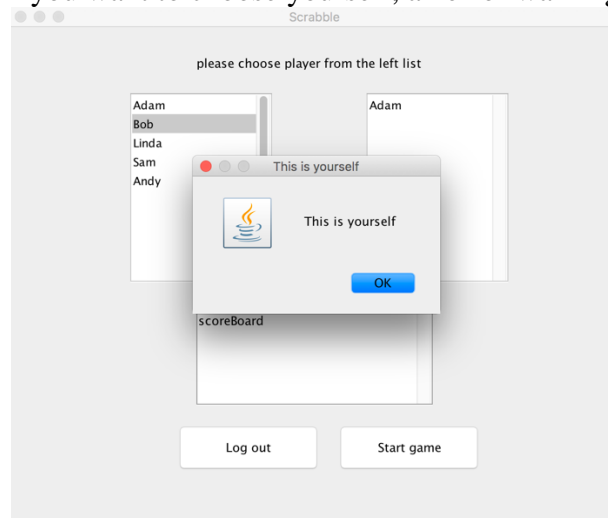 Scrabble
please choose player from the left list
Adam
Bob
Linda
Sam
Andy
Adam
This is yourself
This is yourself
OK
scoreBoard
Log out
Start game